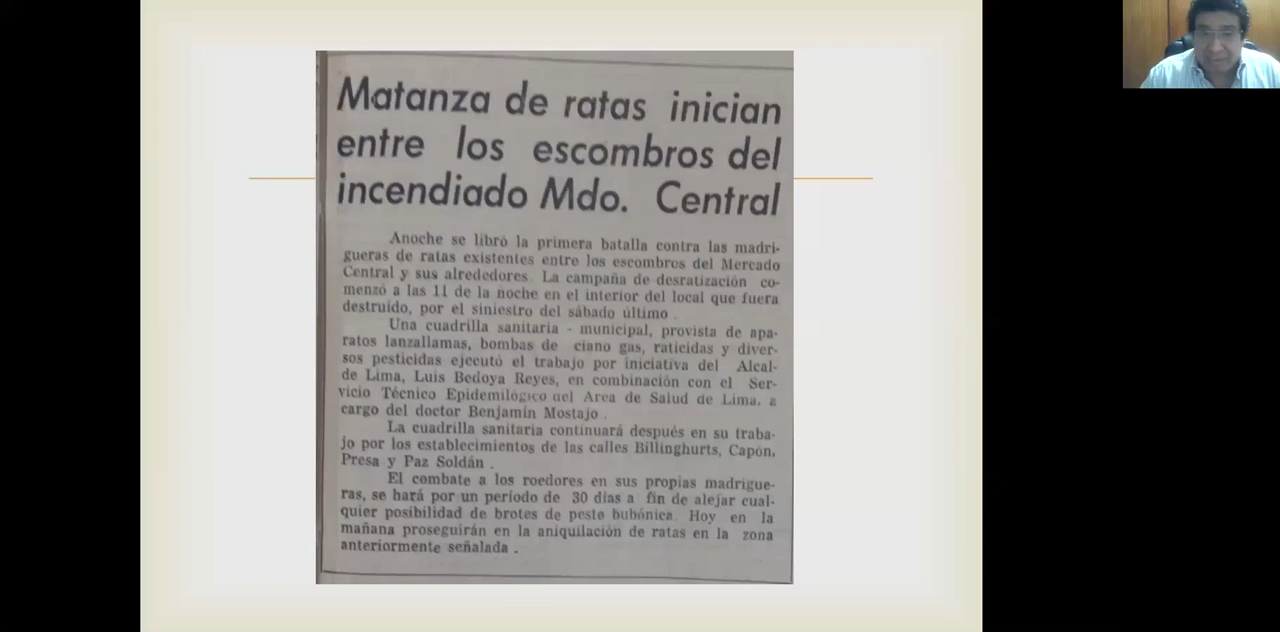 Matanza de ratas inician
entre los escombros del
incendiado Mdo. Central
Anoche se libró la primera batalla contra las madri-
gueras de ratas existentes entre los escombros del Mercado
Central y sus alrededores. La campaña de desratización co-
menzó a las 11 de la noche en el interior del local que fuera
destruido, por el siniestro del sábado último .
Una cuadrilla sanitaria - municipal, provista de apa-
ratos lanzallamas, bombas de ciano gas, raticidas y diver-
sos pesticidas ejecutó el trabajo por iniciativa del Alcal-
de Lima, Luis Bedoya Reyes, en combinación con el Ser-
vicio Técnico Epidemilógico del Area de Salud de Lima, a
cargo del doctor Benjamín Mostajo .
La cuadrilla sanitaria continuará después en su traba-
jo por los establecimientos de las calles Billinghurts, Capón,
Presa y Paz Soldán .
El combate a los roedores en sus propias madrigue-
ras, se hará por un período de 30 días a fin de alejar cual-
quier posibilidad de brotes de peste bubónica. Hoy en la
mañana proseguirán en la aniquilación de ratas en la zona
anteriormente señalada .